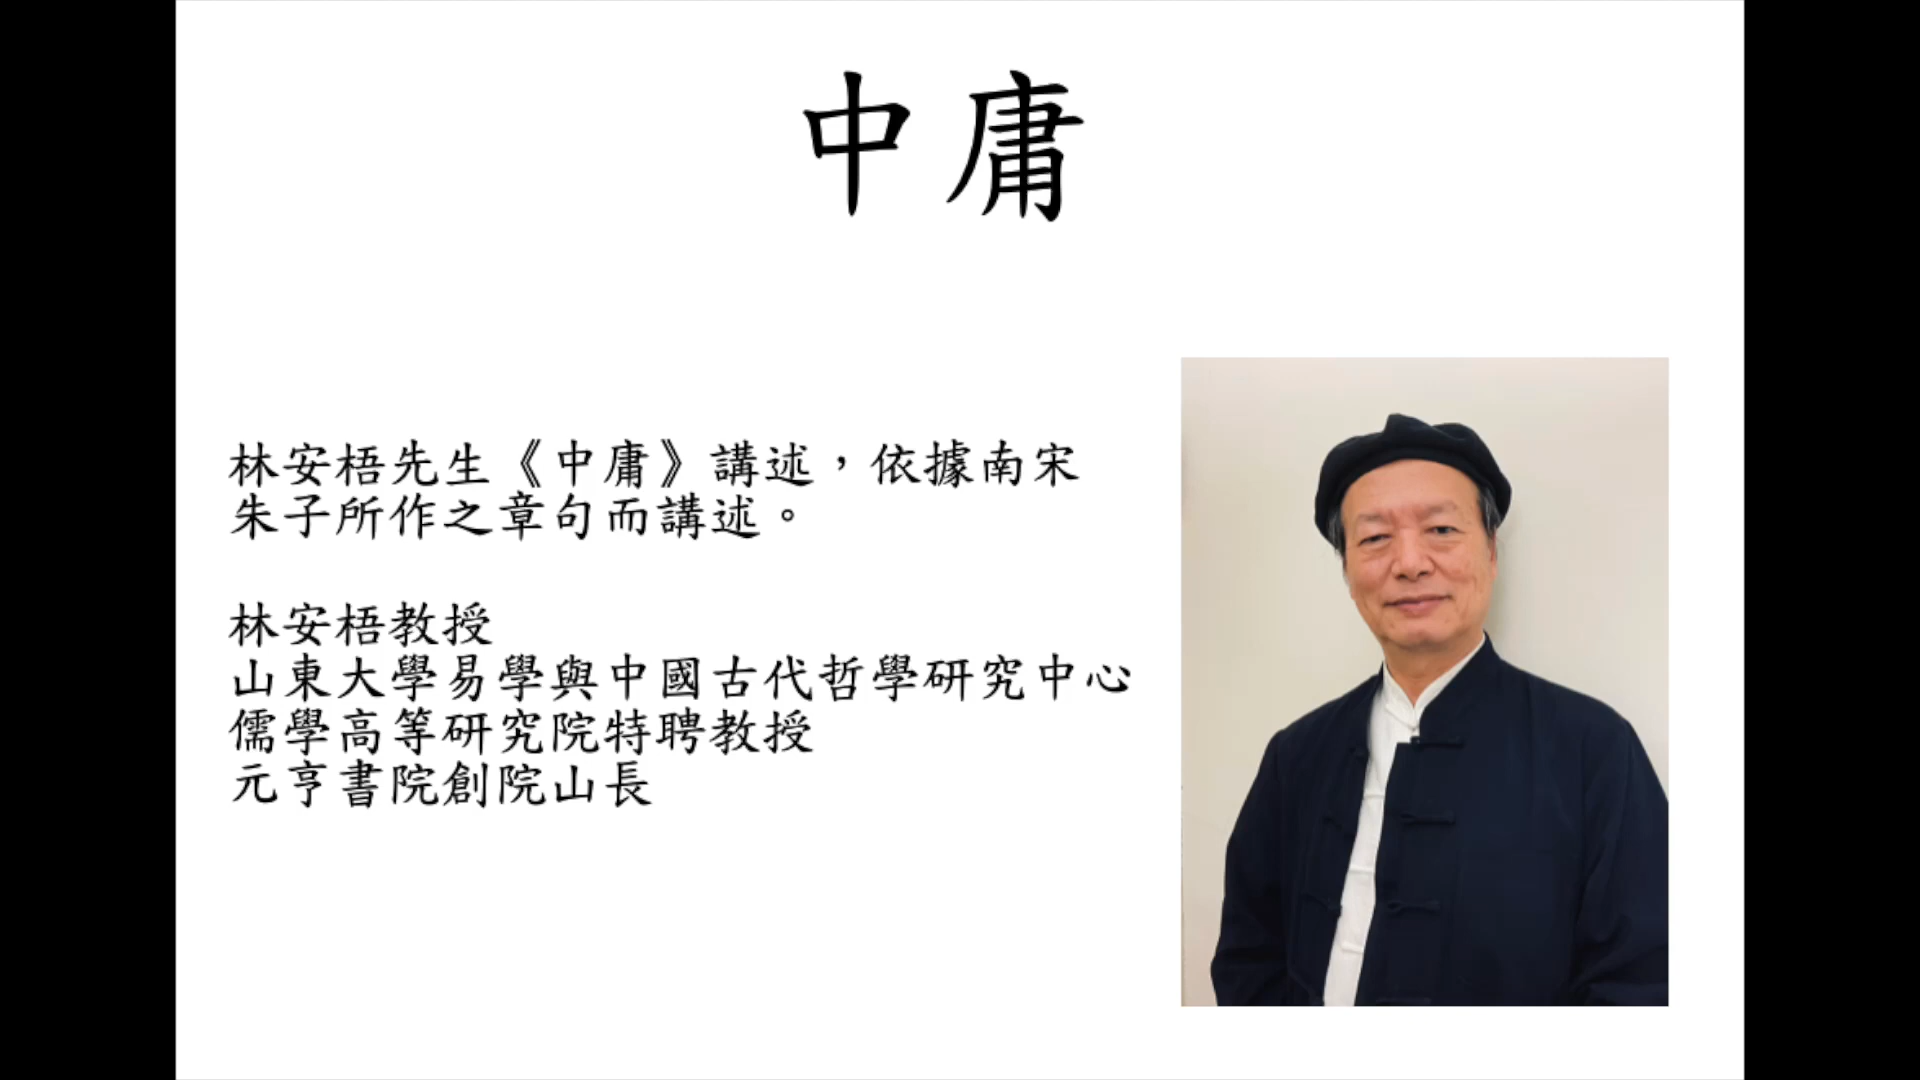 中庸
林安梧先生《中庸》講述，依據南宋
朱子所作之章句而講述。
林安梧教授
山東大學易學與中國古代哲學研究中心
儒學高等研究院特聘教授
元亨書院創院山長